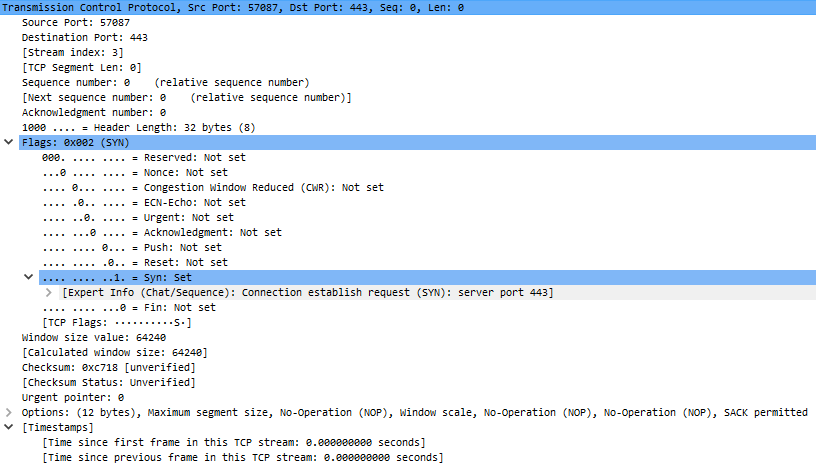 Transmission Control Protocol, Src Port: 57087, Dst Port: 443, Seq: 0, Len: 0
Source Port: 57087
Destination Port: 443
[Stream index: 3]
[TCP Segment Len: 0]
Sequence number: 0    (relative sequence number)
[Next sequence number: 0    (relative sequence number)]
Acknowledgment number: 0
1000 .... = Header Length: 32 bytes (8)
Flags: 0x002 (SYN)
000. .... .... = Reserved: Not set
...0 .... .... = Nonce: Not set
.... 0... .... = Congestion Window Reduced (CWR): Not set
.... .0.. .... = ECN-Echo: Not set
.... ..0. .... = Urgent: Not set
.... ...0 .... = Acknowledgment: Not set
.... .... 0... = Push: Not set
.... .... .0.. = Reset: Not set
.... .... ..1. = Syn: Set
[Expert Info (Chat/Sequence): Connection establish request (SYN): server port 443]
.... .... ...0 = Fin: Not set
[TCP Flags: ··········S·]
Window size value: 64240
[Calculated window size: 64240]
Checksum: 0xc718 [unverified]
[Checksum Status: Unverified]
Urgent pointer: 0
Options: (12 bytes), Maximum segment size, No-Operation (NOP), Window scale, No-Operation (NOP), No-Operation (NOP), SACK permitted
[Timestamps]
[Time since first frame in this TCP stream: 0.000000000 seconds]
[Time since previous frame in this TCP stream: 0.000000000 seconds]